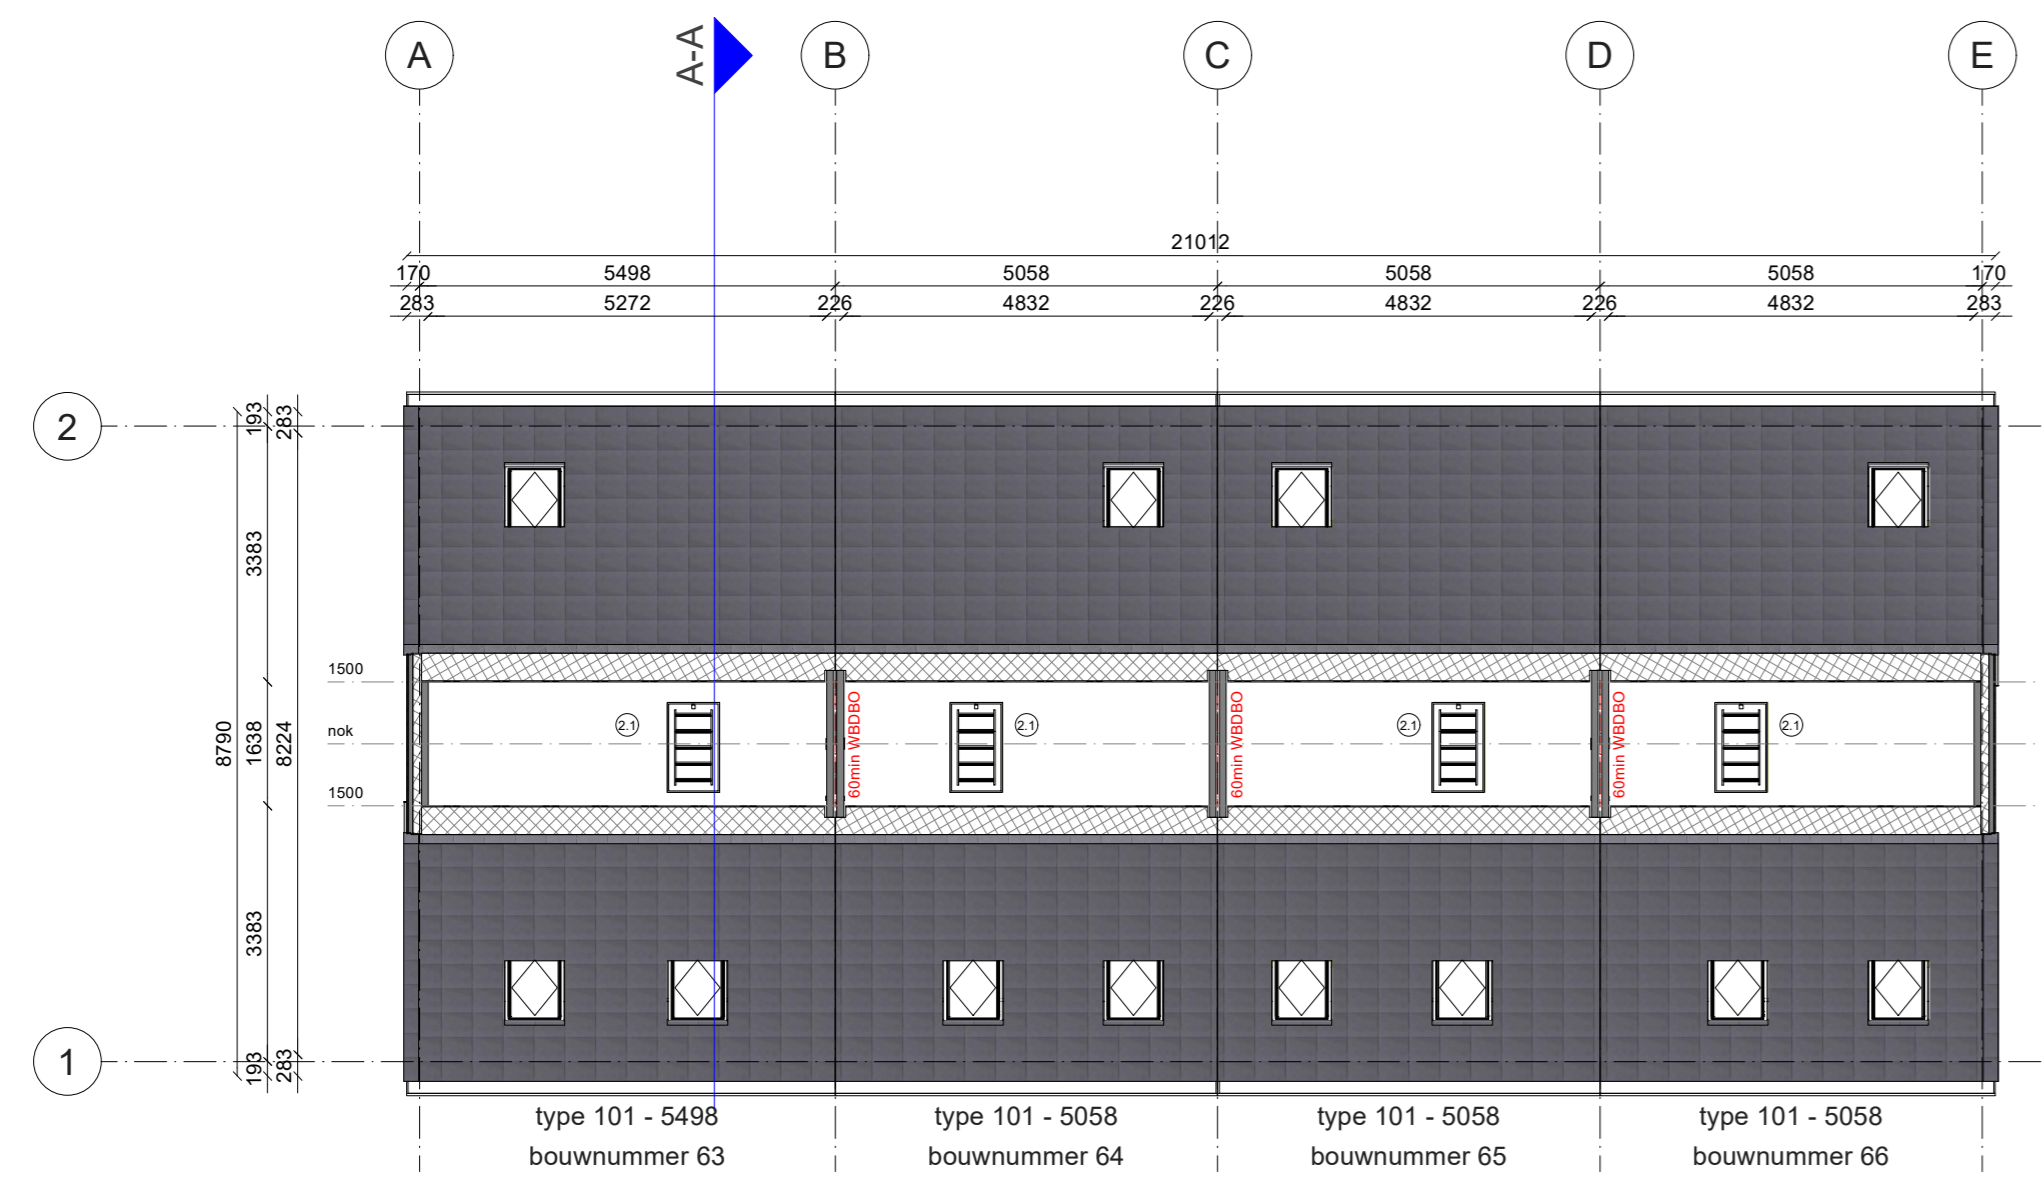 A
A-A
B
C
D
E
21012
170 5498 5058 5058 5058 170
283 5272 226 4832 226 4832 226 4832 283
2
193
283
3383
1500
nok
1500
8790
1638
8224
2.1
60min WBDBO
2.1
60min WBDBO
2.1
60min WBDBO
2.1
3383
1
193
283
type 101 - 5498
bouwnummer 63
type 101 - 5058
bouwnummer 64
type 101 - 5058
bouwnummer 65
type 101 - 5058
bouwnummer 66